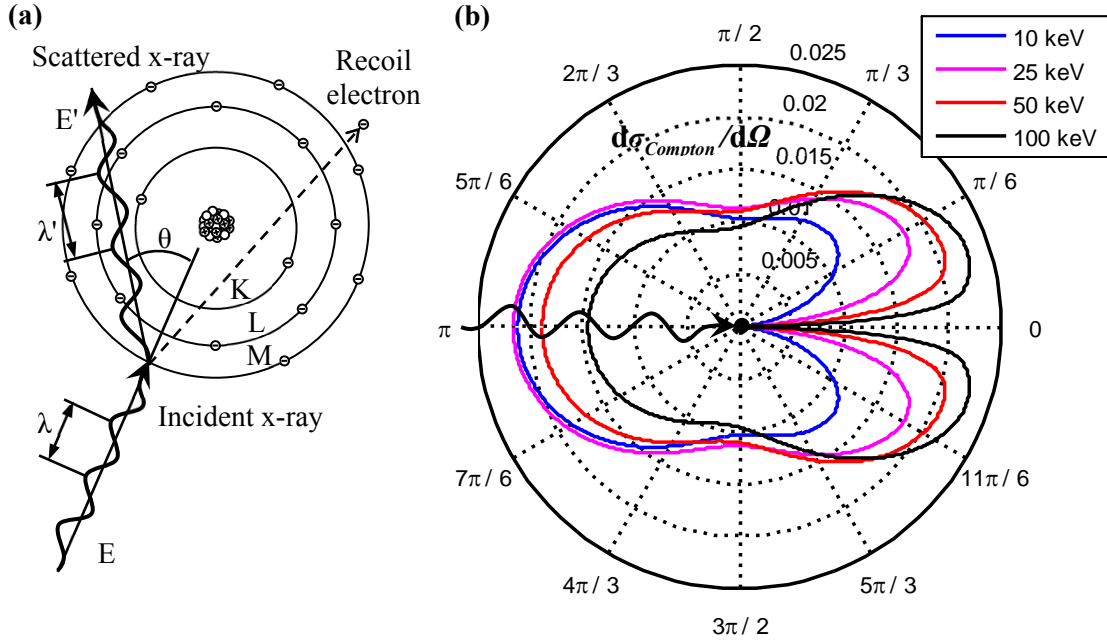 (a)
Scattered x-ray
Recoil
electron
E'
λ'
θ
K
L
M
Incident x-ray
λ
E
(b)
π / 2
0.025
10 keV
25 keV
50 keV
100 keV
2π / 3
π / 3
0.02
dσCompton/dΩ
0.015
5π / 6
π / 6
0.01
0.005
π
0
7π / 6
11π / 6
4π / 3
5π / 3
3π / 2